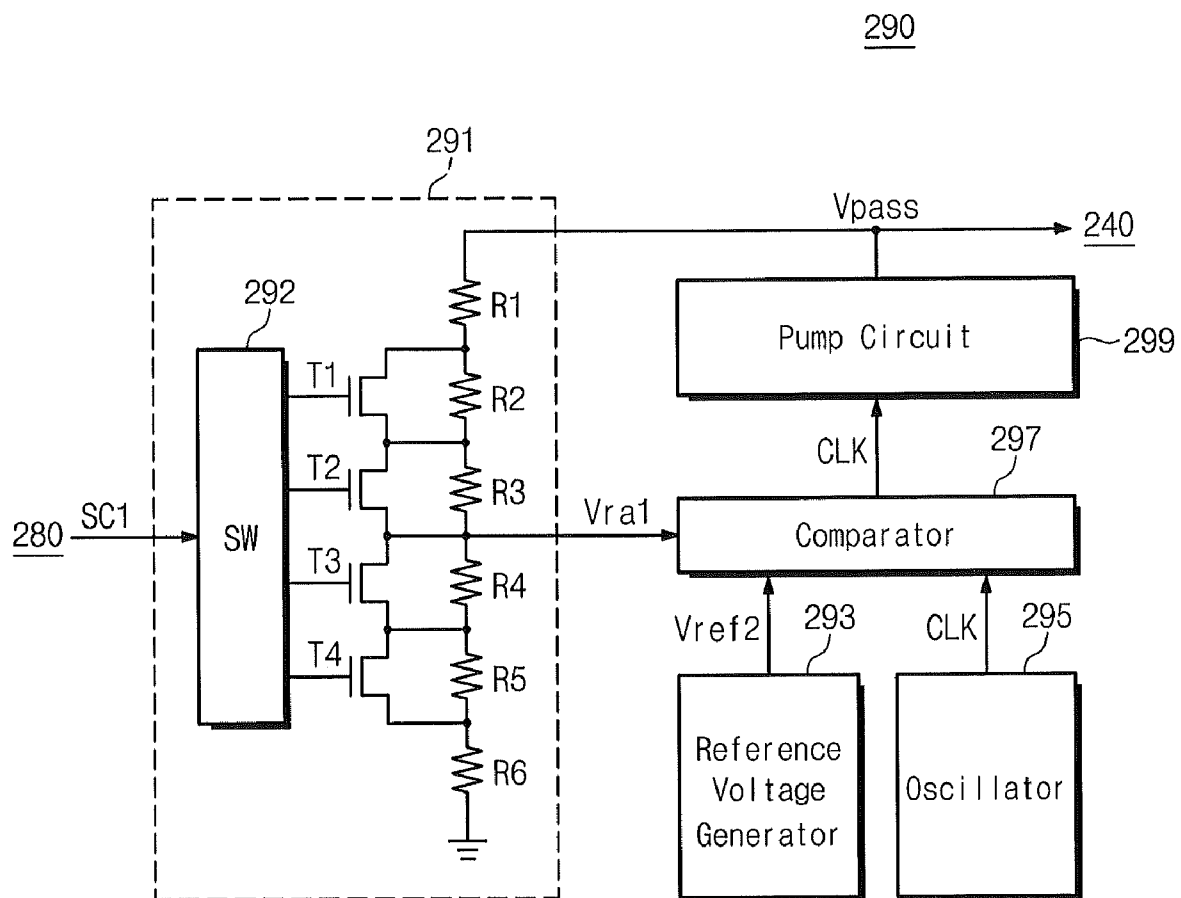 290
291
Vpass
240
292
R1
Pump Circuit
299
T1
R2
T2
R3
CLK
297
280
SC1
SW
Vra1
Comparator
T3
R4
Vref2
293
CLK
295
T4
R5
R6
Reference
Voltage
Generator
Oscillator